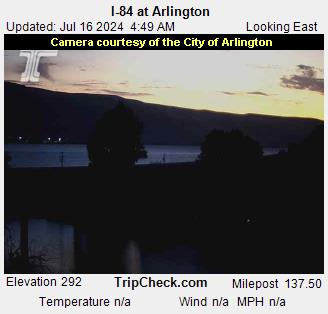 I-84 at Arlington
Updated: Jul 16 2024 4:49 AM Looking East
Camera courtesy of the City of Arlington
Elevation 292 TripCheck.com Milepost 137.50
Temperature n/a Wind n/a MPH n/a